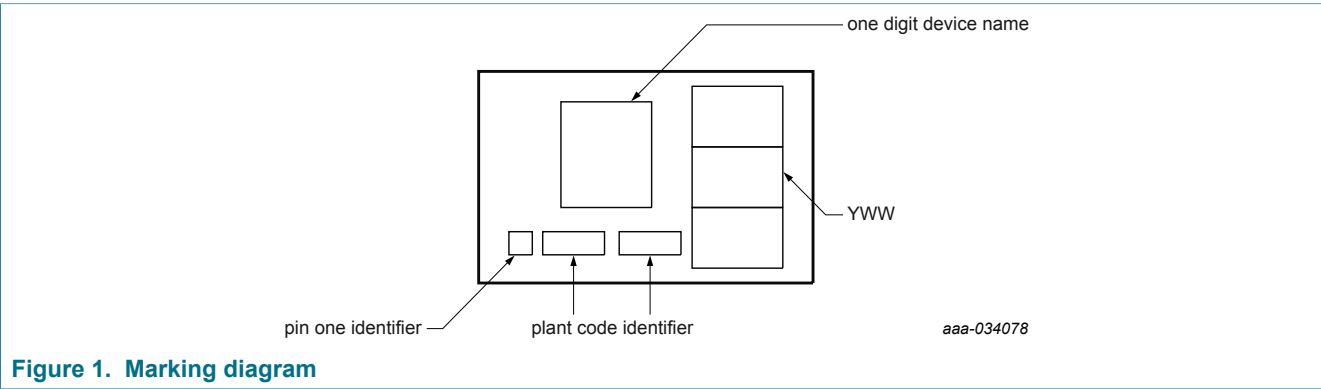 one digit device name
YWW
pin one identifier
plant code identifier
aaa-034078
Figure 1. Marking diagram